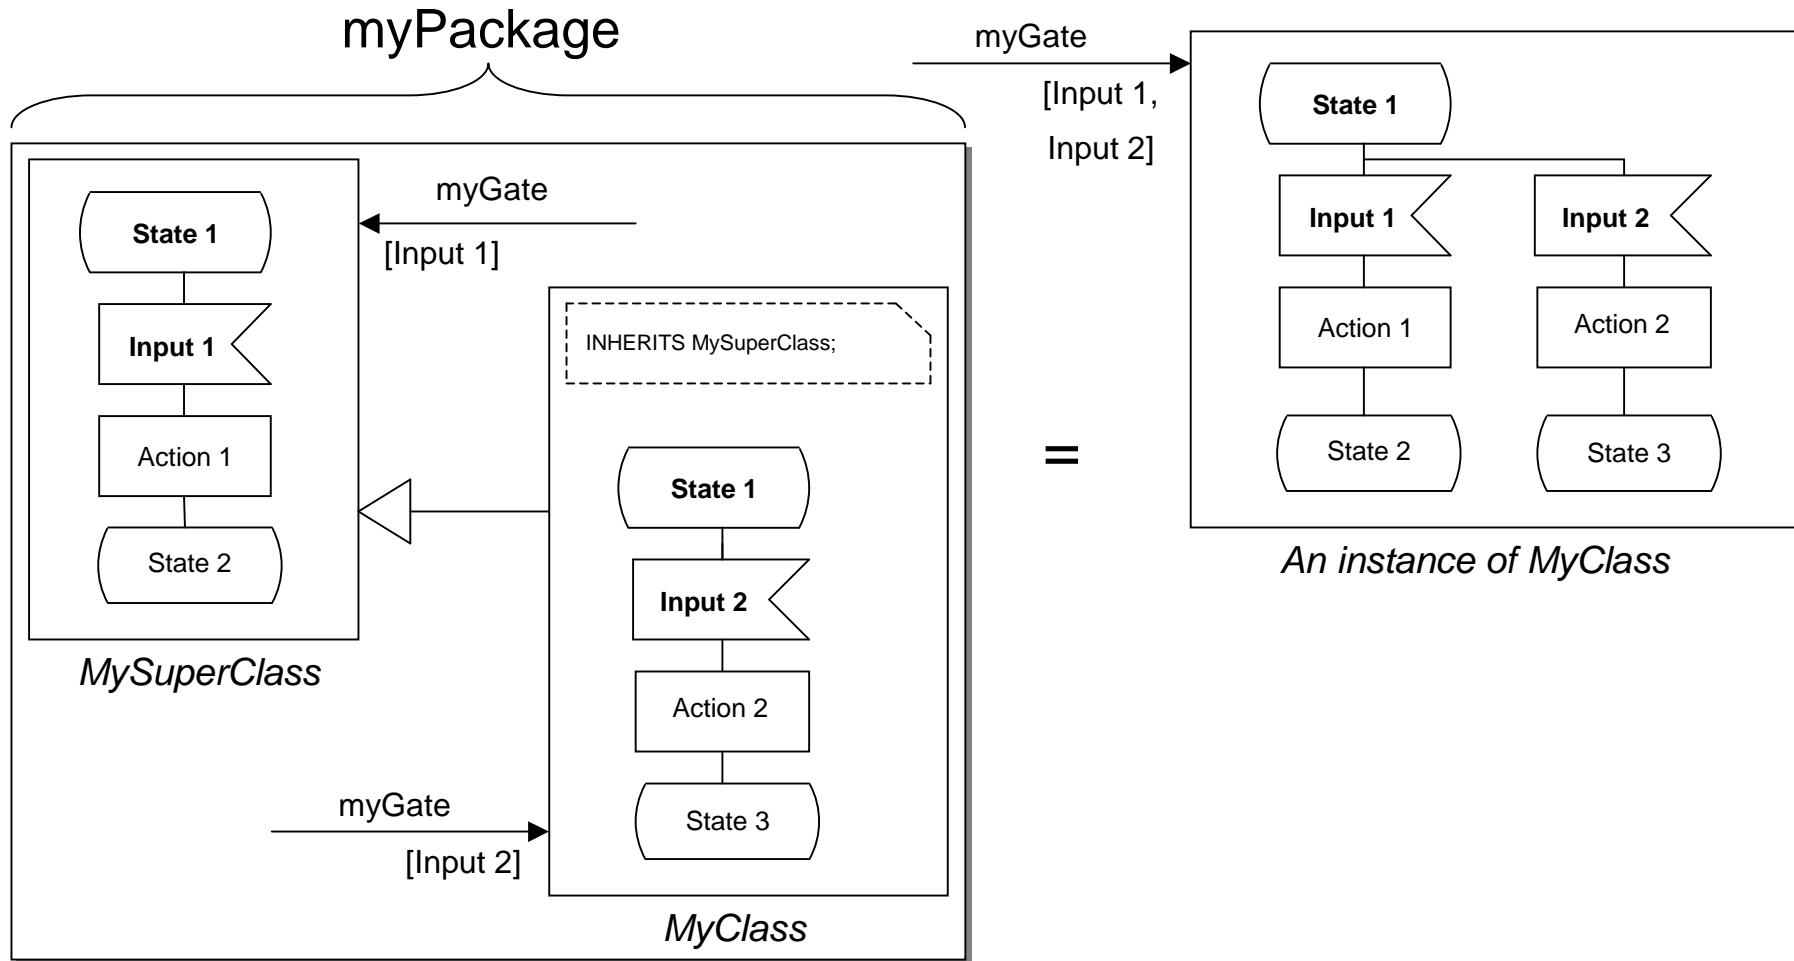 myPackage
myGate
[Input 1]
State 1
Input 1
Action 1
State 2
MySuperClass
INHERITS MySuperClass;
State 1
Input 2
Action 2
State 3
myGate
[Input 2]
MyClass
=
myGate
[Input 1,
Input 2]
State 1
Input 1
Input 2
Action 1
Action 2
State 2
State 3
An instance of MyClass